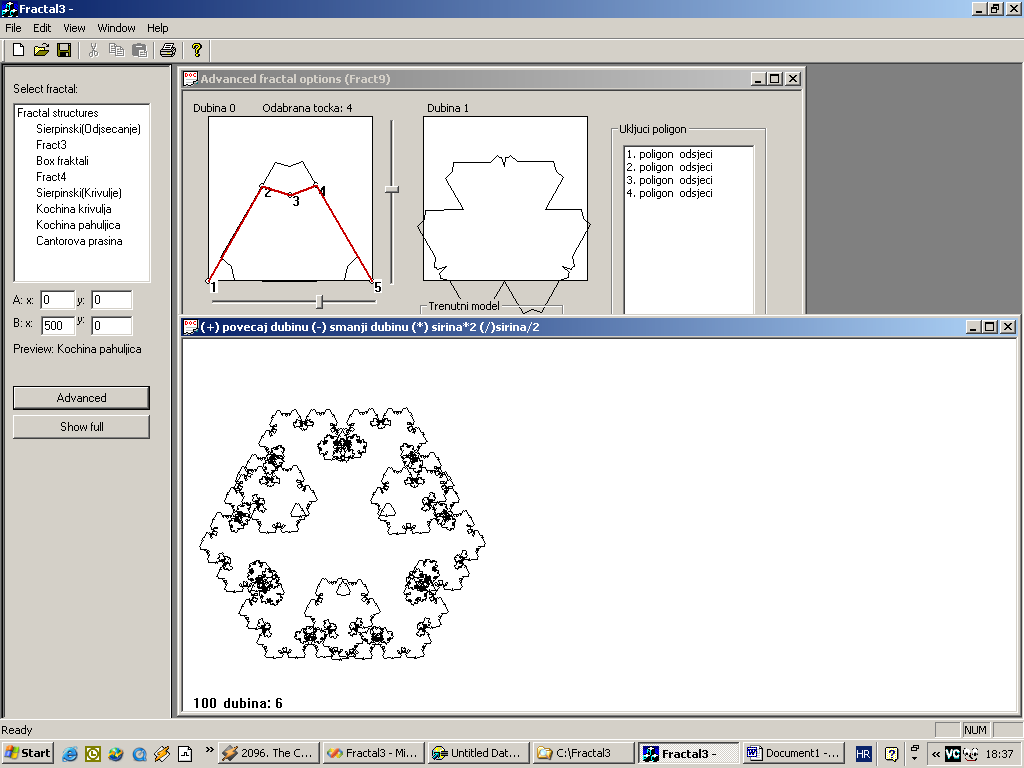 Fractal3 -
File Edit View Window Help
Select fractal:
Fractal structures
Sierpinski(Odjsecanje)
Fract3
Box fraktali
Fract4
Sierpinski(Krivulje)
Kochina krivulja
Kochina pahuljica
Cantorova prasina
A: x: 0 y: 0
B: x: 500 y: 0
Preview: Kochina pahuljica
Advanced
Show full
Advanced fractal options (Fract9)
Dubina 0 Odabrana tocka: 4 Dubina 1
1 2 3 4 5
Trenutni model
Ukljuci poligon
1. poligon odsjeci
2. poligon odsjeci
3. poligon odsjeci
4. poligon odsjeci
(+) povecaj dubinu (-) smanji dubinu (*) sirina*2 (/)sirina/2
100 dubina: 6
Ready NUM
Start » 2096. The C... Fractal3 - Mi... Untitled Dat... C:\Fractal3 Fractal3 - Document1 -... HR « VC 18:37